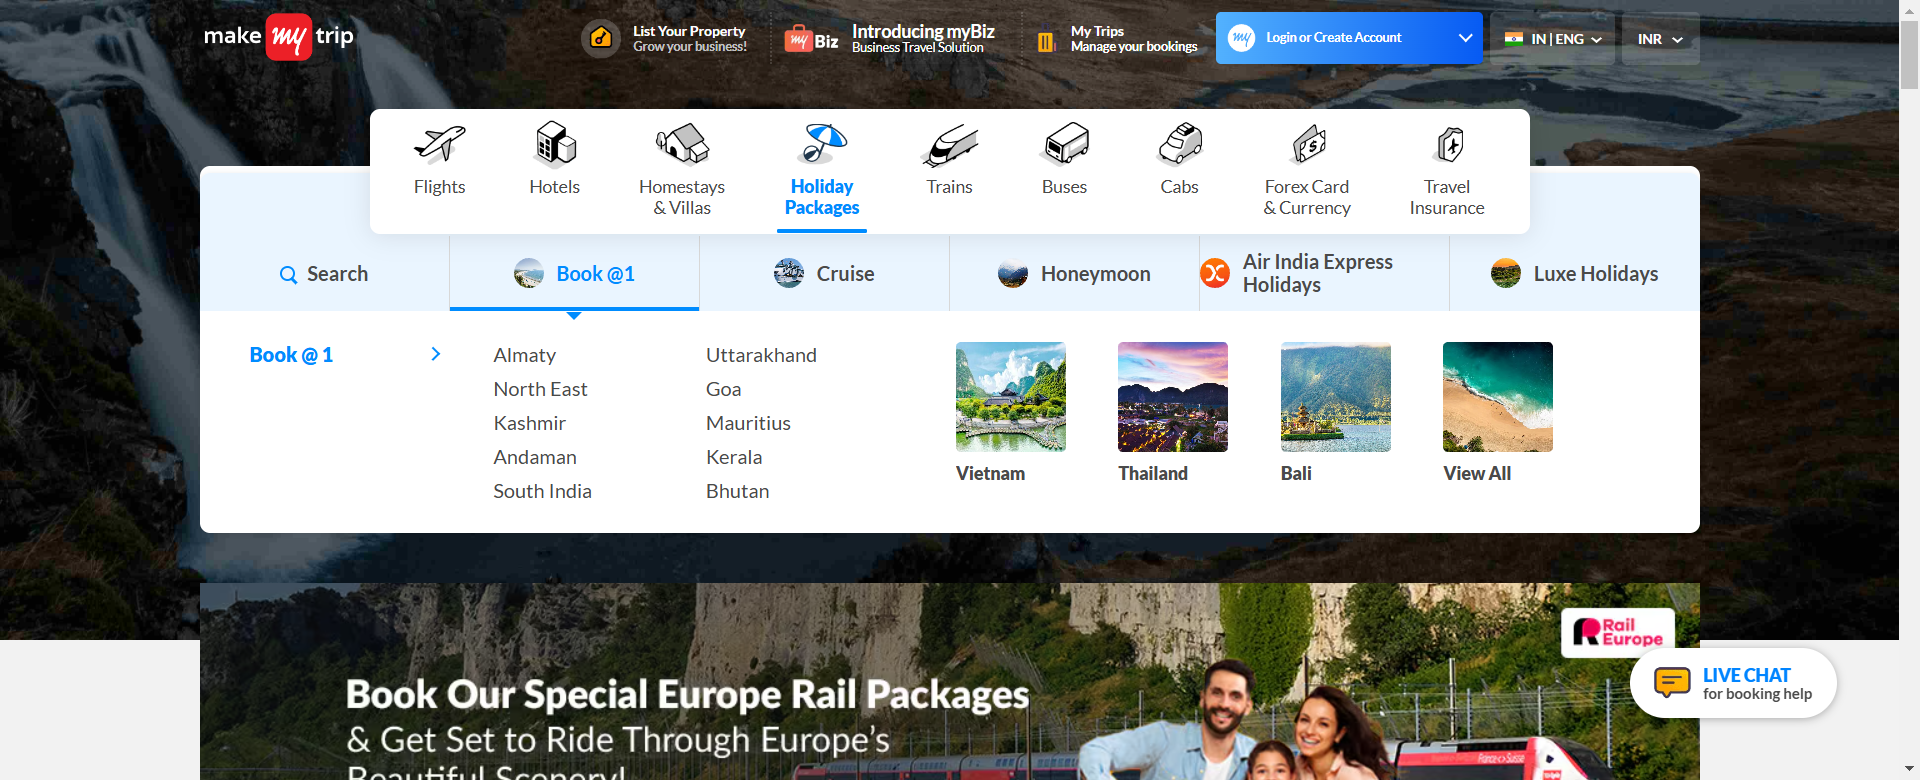 make my trip
List Your Property
Grow your business!
my Biz
Introducing myBiz
Business Travel Solution
My Trips
Manage your bookings
my
Login or Create Account
IN | ENG
INR
Flights
Hotels
Homestays
& Villas
Holiday
Packages
Trains
Buses
Cabs
Forex Card
& Currency
Travel
Insurance
Search
Book @1
Cruise
Honeymoon
Air India Express
Holidays
Luxe Holidays
Book @ 1
Almaty
North East
Kashmir
Andaman
South India
Uttarakhand
Goa
Mauritius
Kerala
Bhutan
Vietnam
Thailand
Bali
View All
Rail
Europe
Book Our Special Europe Rail Packages
& Get Set to Ride Through Europe's
Beautiful Scenery!
LIVE CHAT
for booking help